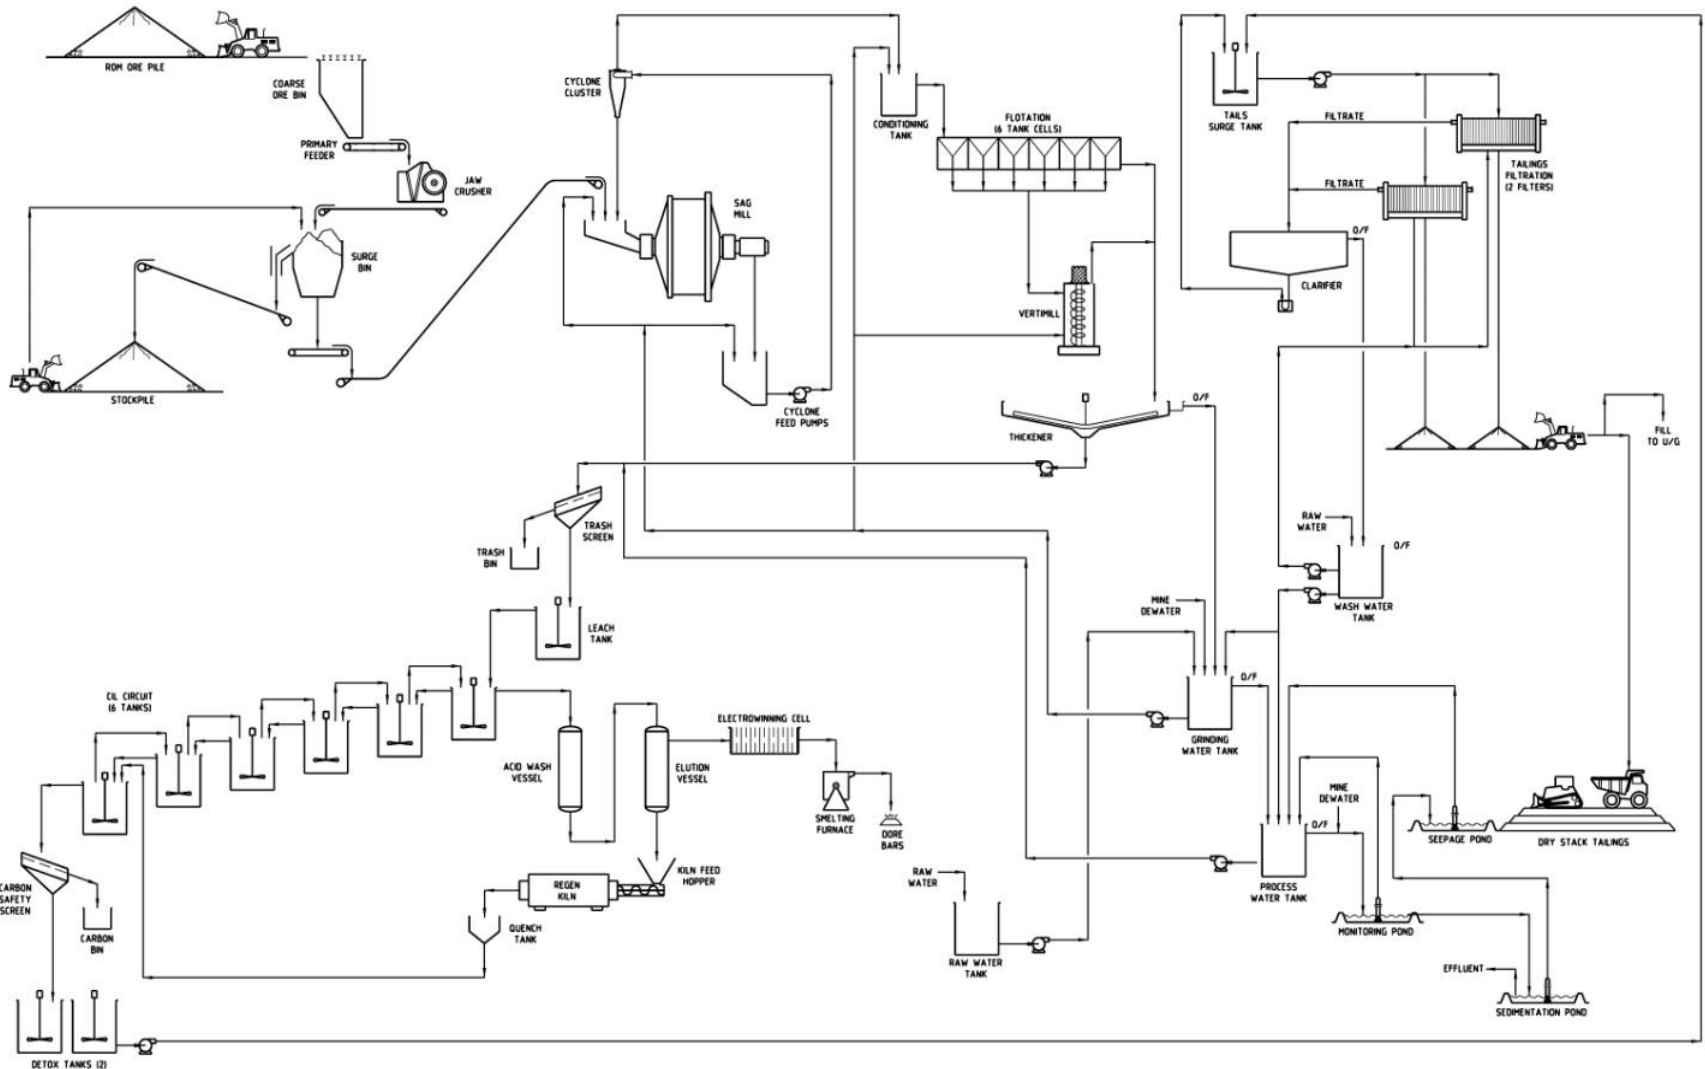 ROM ORE PILE
COARSE
ORE BIN
PRIMARY
FEEDER
JAW
CRUSHER
SURGE
BIN
STOCKPILE
CYCLONE
CLUSTER
SAG
MILL
CYCLONE
FEED PUMPS
CONDITIONING
TANK
FLOTATION
(6 TANK CELLS)
VERTIMILL
THICKENER
O/F
TAILS
SURGE TANK
FILTRATE
FILTRATE
TAILINGS
FILTRATION
(2 FILTERS)
O/F
CLARIFIER
FILL
TO U/G
RAW
WATER
O/F
WASH WATER
TANK
TRASH
SCREEN
TRASH
BIN
LEACH
TANK
MINE
DEWATER
O/F
GRINDING
WATER TANK
CIL CIRCUIT
(6 TANKS)
ACID WASH
VESSEL
ELUTION
VESSEL
ELECTROWINNING CELL
SMELTING
FURNACE
DORE
BARS
KILN FEED
HOPPER
REGEN
KILN
QUENCH
TANK
CARBON
SAFETY
SCREEN
CARBON
BIN
DETOX TANKS (2)
RAW
WATER
RAW WATER
TANK
MINE
DEWATER
O/F
PROCESS
WATER TANK
SEEPAGE POND
DRY STACK TAILINGS
MONITORING POND
EFFLUENT
SEDIMENTATION POND